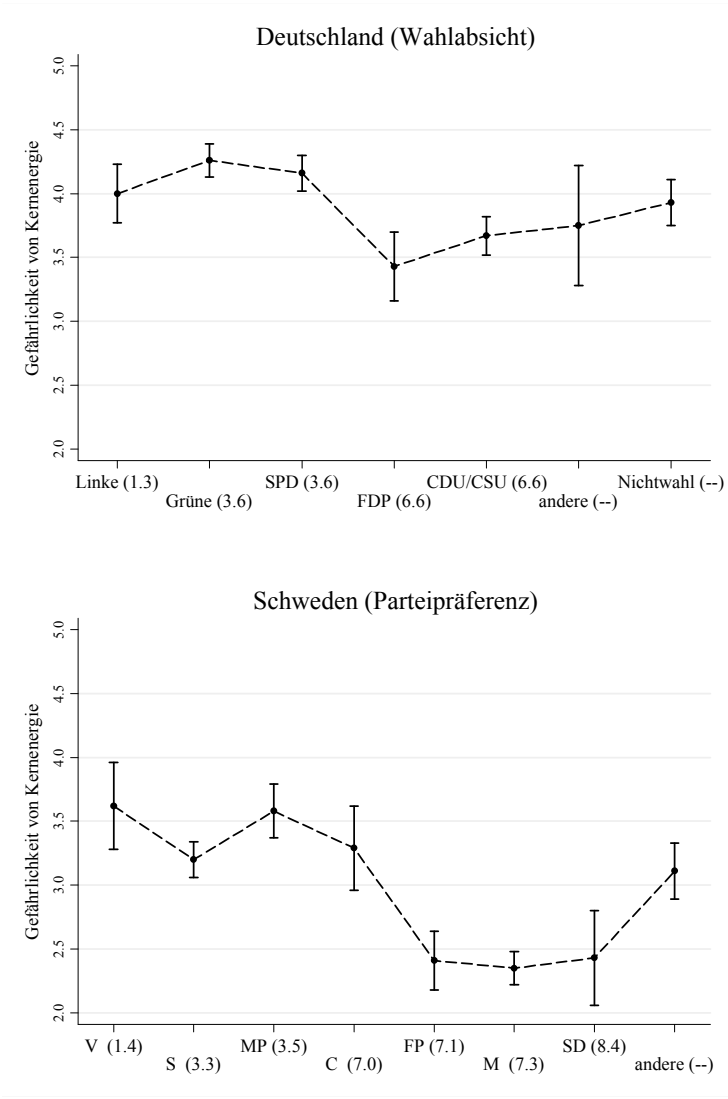 Deutschland (Wahlabsicht)
Gefährlichkeit von Kernenergie
5.0
4.5
4.0
3.5
3.0
2.5
2.0
Linke (1.3)
Grüne (3.6)
SPD (3.6)
FDP (6.6)
CDU/CSU (6.6)
andere (--)
Nichtwahl (--)
Schweden (Parteipräferenz)
Gefährlichkeit von Kernenergie
5.0
4.5
4.0
3.5
3.0
2.5
2.0
V (1.4)
S (3.3)
MP (3.5)
C (7.0)
FP (7.1)
M (7.3)
SD (8.4)
andere (--)